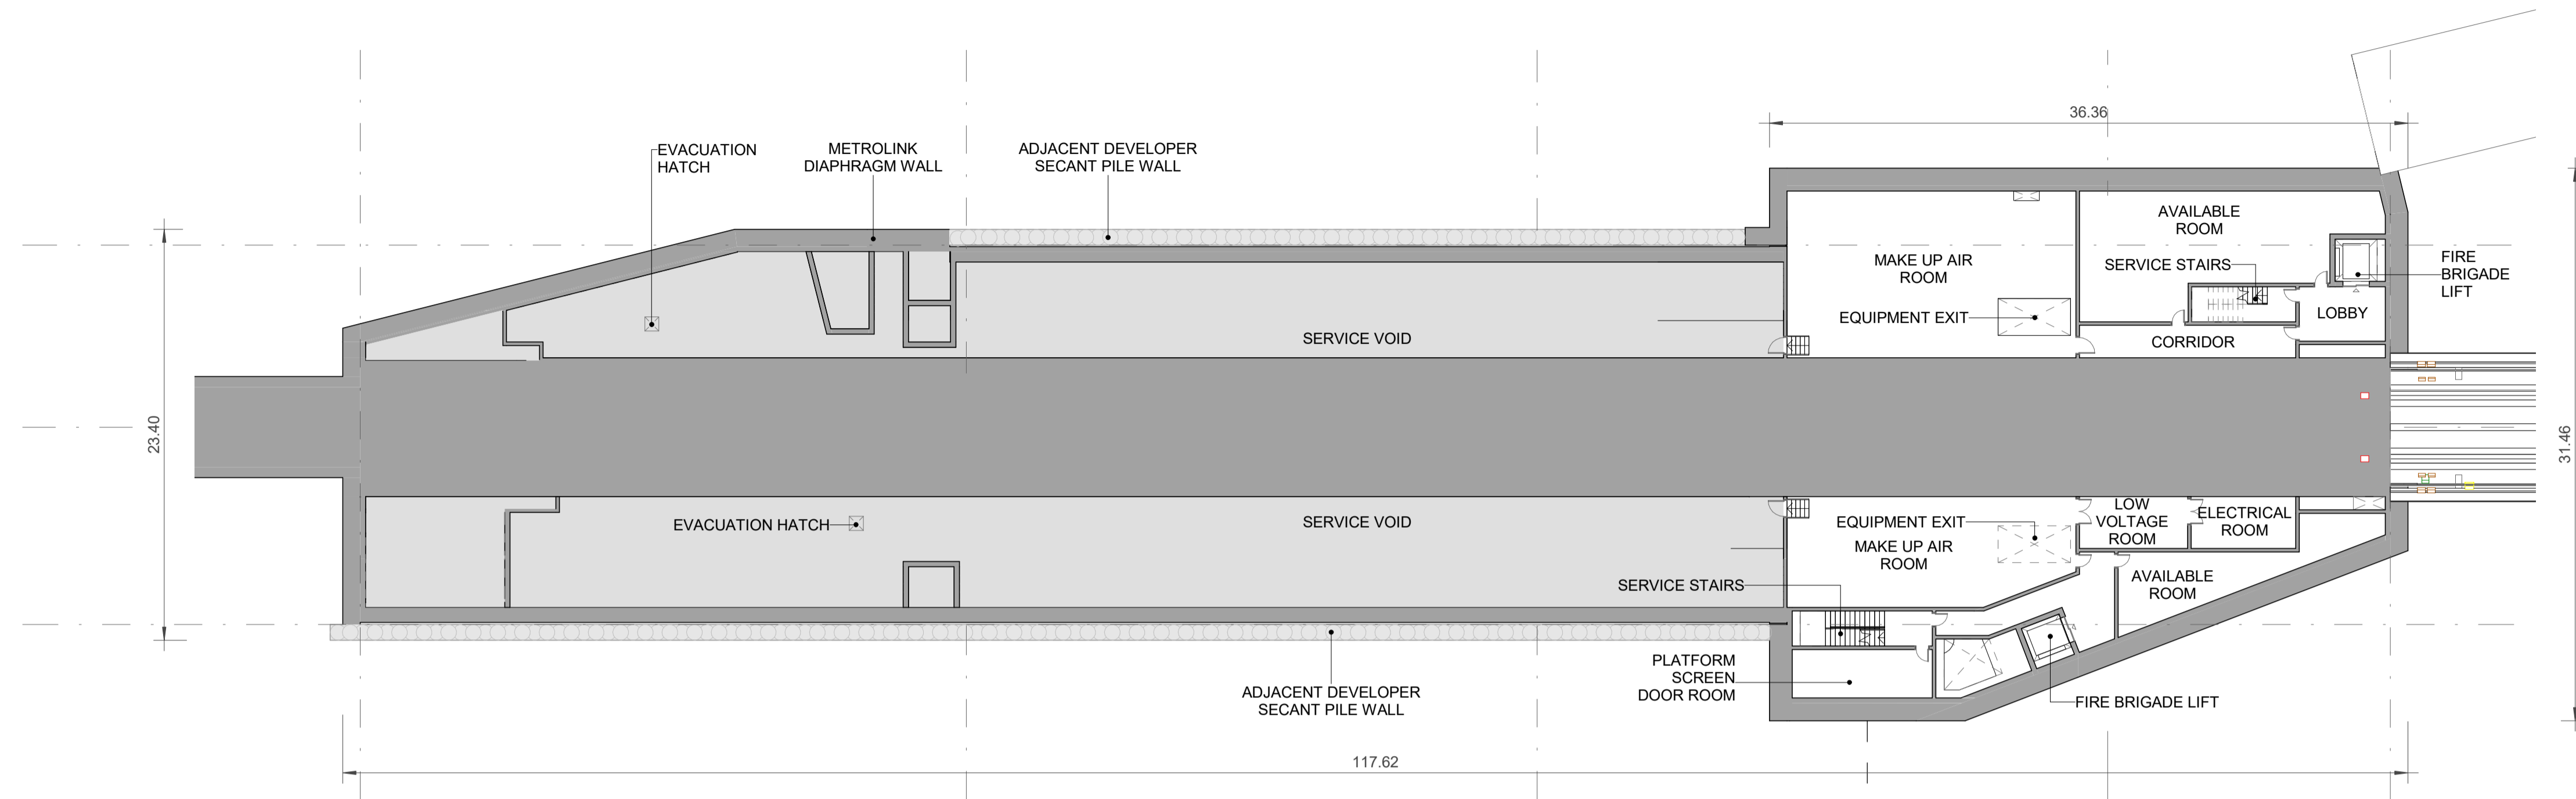 36.36
EVACUATION
HATCH
METROLINK
DIAPHRAGM WALL
ADJACENT DEVELOPER
SECANT PILE WALL
AVAILABLE
ROOM
MAKE UP AIR
ROOM
SERVICE STAIRS
FIRE
BRIGADE
LIFT
EQUIPMENT EXIT
LOBBY
SERVICE VOID
CORRIDOR
23.40
31.46
EVACUATION HATCH
SERVICE VOID
EQUIPMENT EXIT
MAKE UP AIR
ROOM
LOW
VOLTAGE
ROOM
ELECTRICAL
ROOM
SERVICE STAIRS
AVAILABLE
ROOM
PLATFORM
SCREEN
DOOR ROOM
ADJACENT DEVELOPER
SECANT PILE WALL
FIRE BRIGADE LIFT
117.62